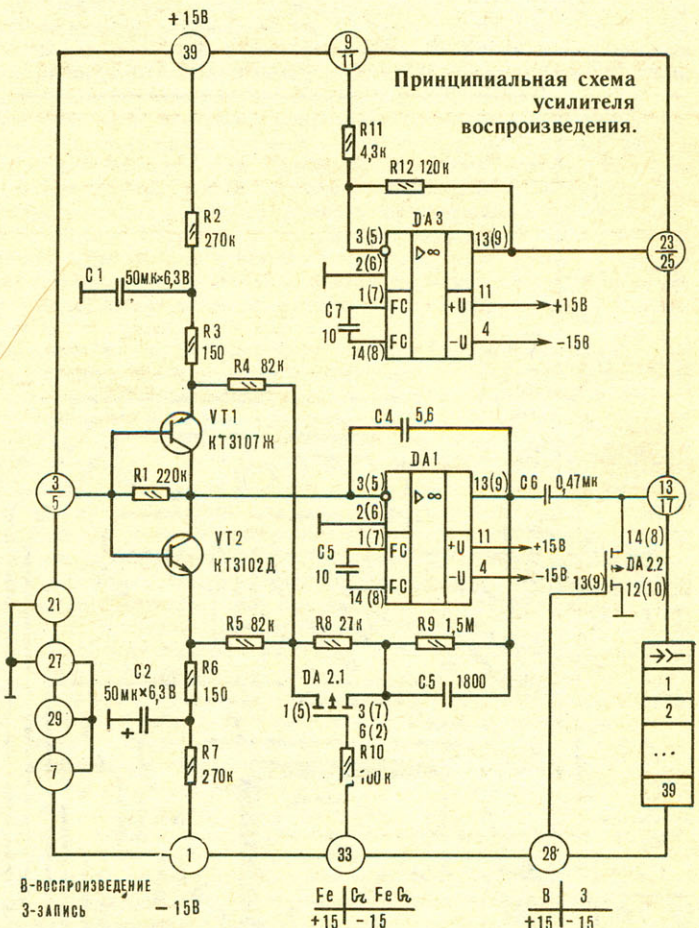 +15В
39
9
11
Принципиальная схема
усилителя
воспроизведения.
R11
4,3к
R12 120к
R2
270к
DA3
3(5)
13(9)
23
25
2(6)
▷∞
C1
50мк×6,3В
1(7)
FC
+U
11
+15В
C7
10
4
14(8)
FC
-U
-15В
R3
150
R4 82к
VT1
КТ3107Ж
C4
5,6
DA1
3
5
R1 220к
3(5)
13(9)
C6
0,47мк
13
17
2(6)
▷∞
VT2
КТ3102Д
1(7)
FC
+U
11
+15В
14(8)
C5
10
4
DA2.2
14(8)
FC
-U
-15В
13(9)
12(10)
21
R5 82к
R8 27к
R9 1,5М
27
R6
150
DA 2.1
C2
50мк×6,3В
+
C5
1800
1(5)
3(7)
6(2)
1
2
29
R10
100к
...
7
R7
270к
39
1
33
28
В-ВОСПРОИЗВЕДЕНИЕ
З-ЗАПИСЬ
-15В
Fe Cr FeCr
+15 -15
В З
+15 -15